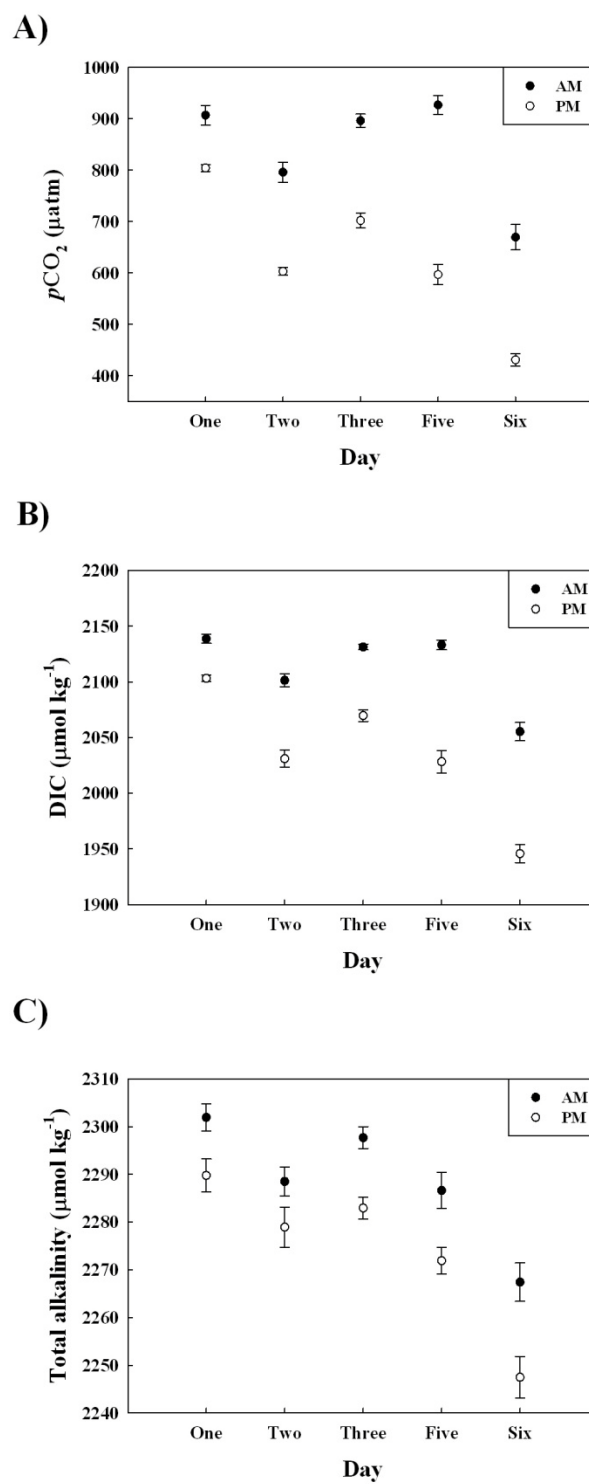 A)
1000
900
800
700
600
500
400
pCO₂ (µatm)
AM
PM
One Two Three Five Six
Day
B)
2200
2150
2100
2050
2000
1950
1900
DIC (µmol kg⁻¹)
AM
PM
One Two Three Five Six
Day
C)
2310
2300
2290
2280
2270
2260
2250
2240
Total alkalinity (µmol kg⁻¹)
AM
PM
One Two Three Five Six
Day